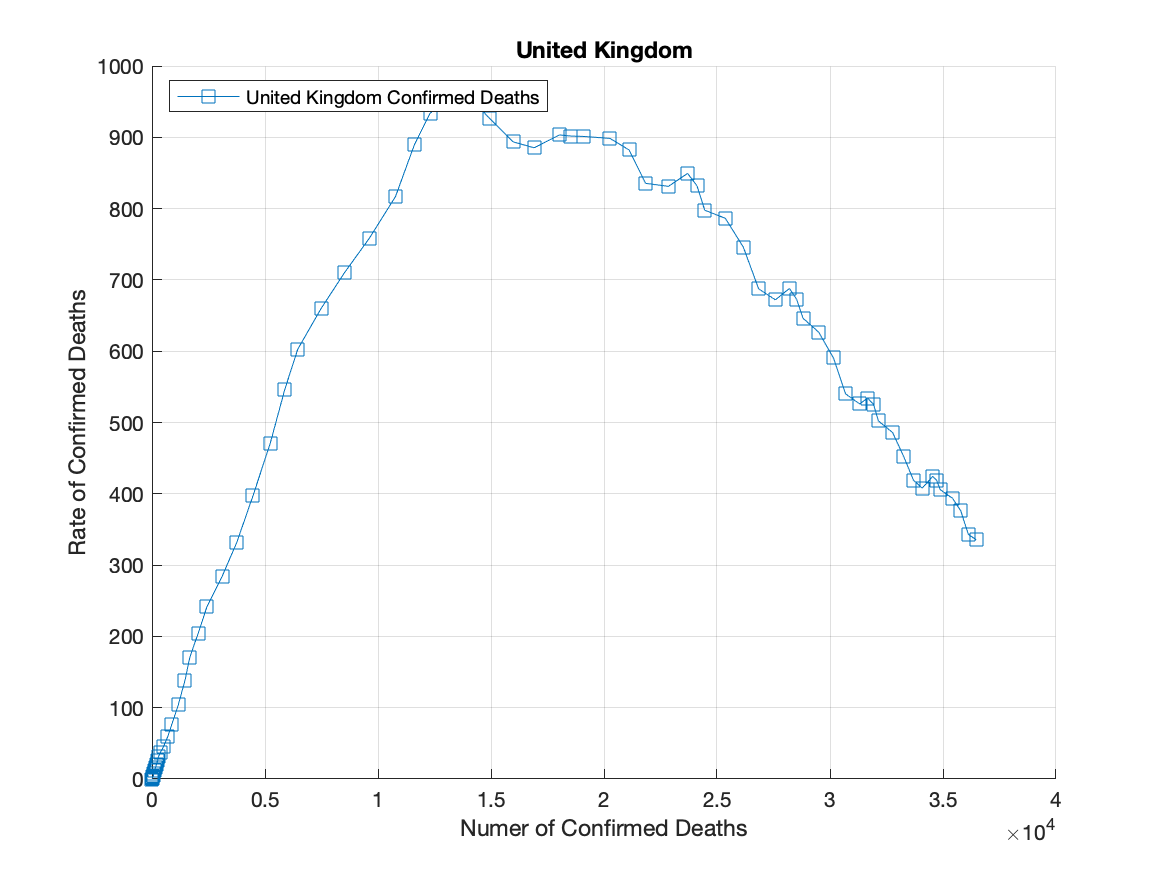 United Kingdom
United Kingdom Confirmed Deaths
1000
900
800
700
600
500
400
300
200
100
0
Rate of Confirmed Deaths
0 0.5 1 1.5 2 2.5 3 3.5 4
Numer of Confirmed Deaths
×10⁴